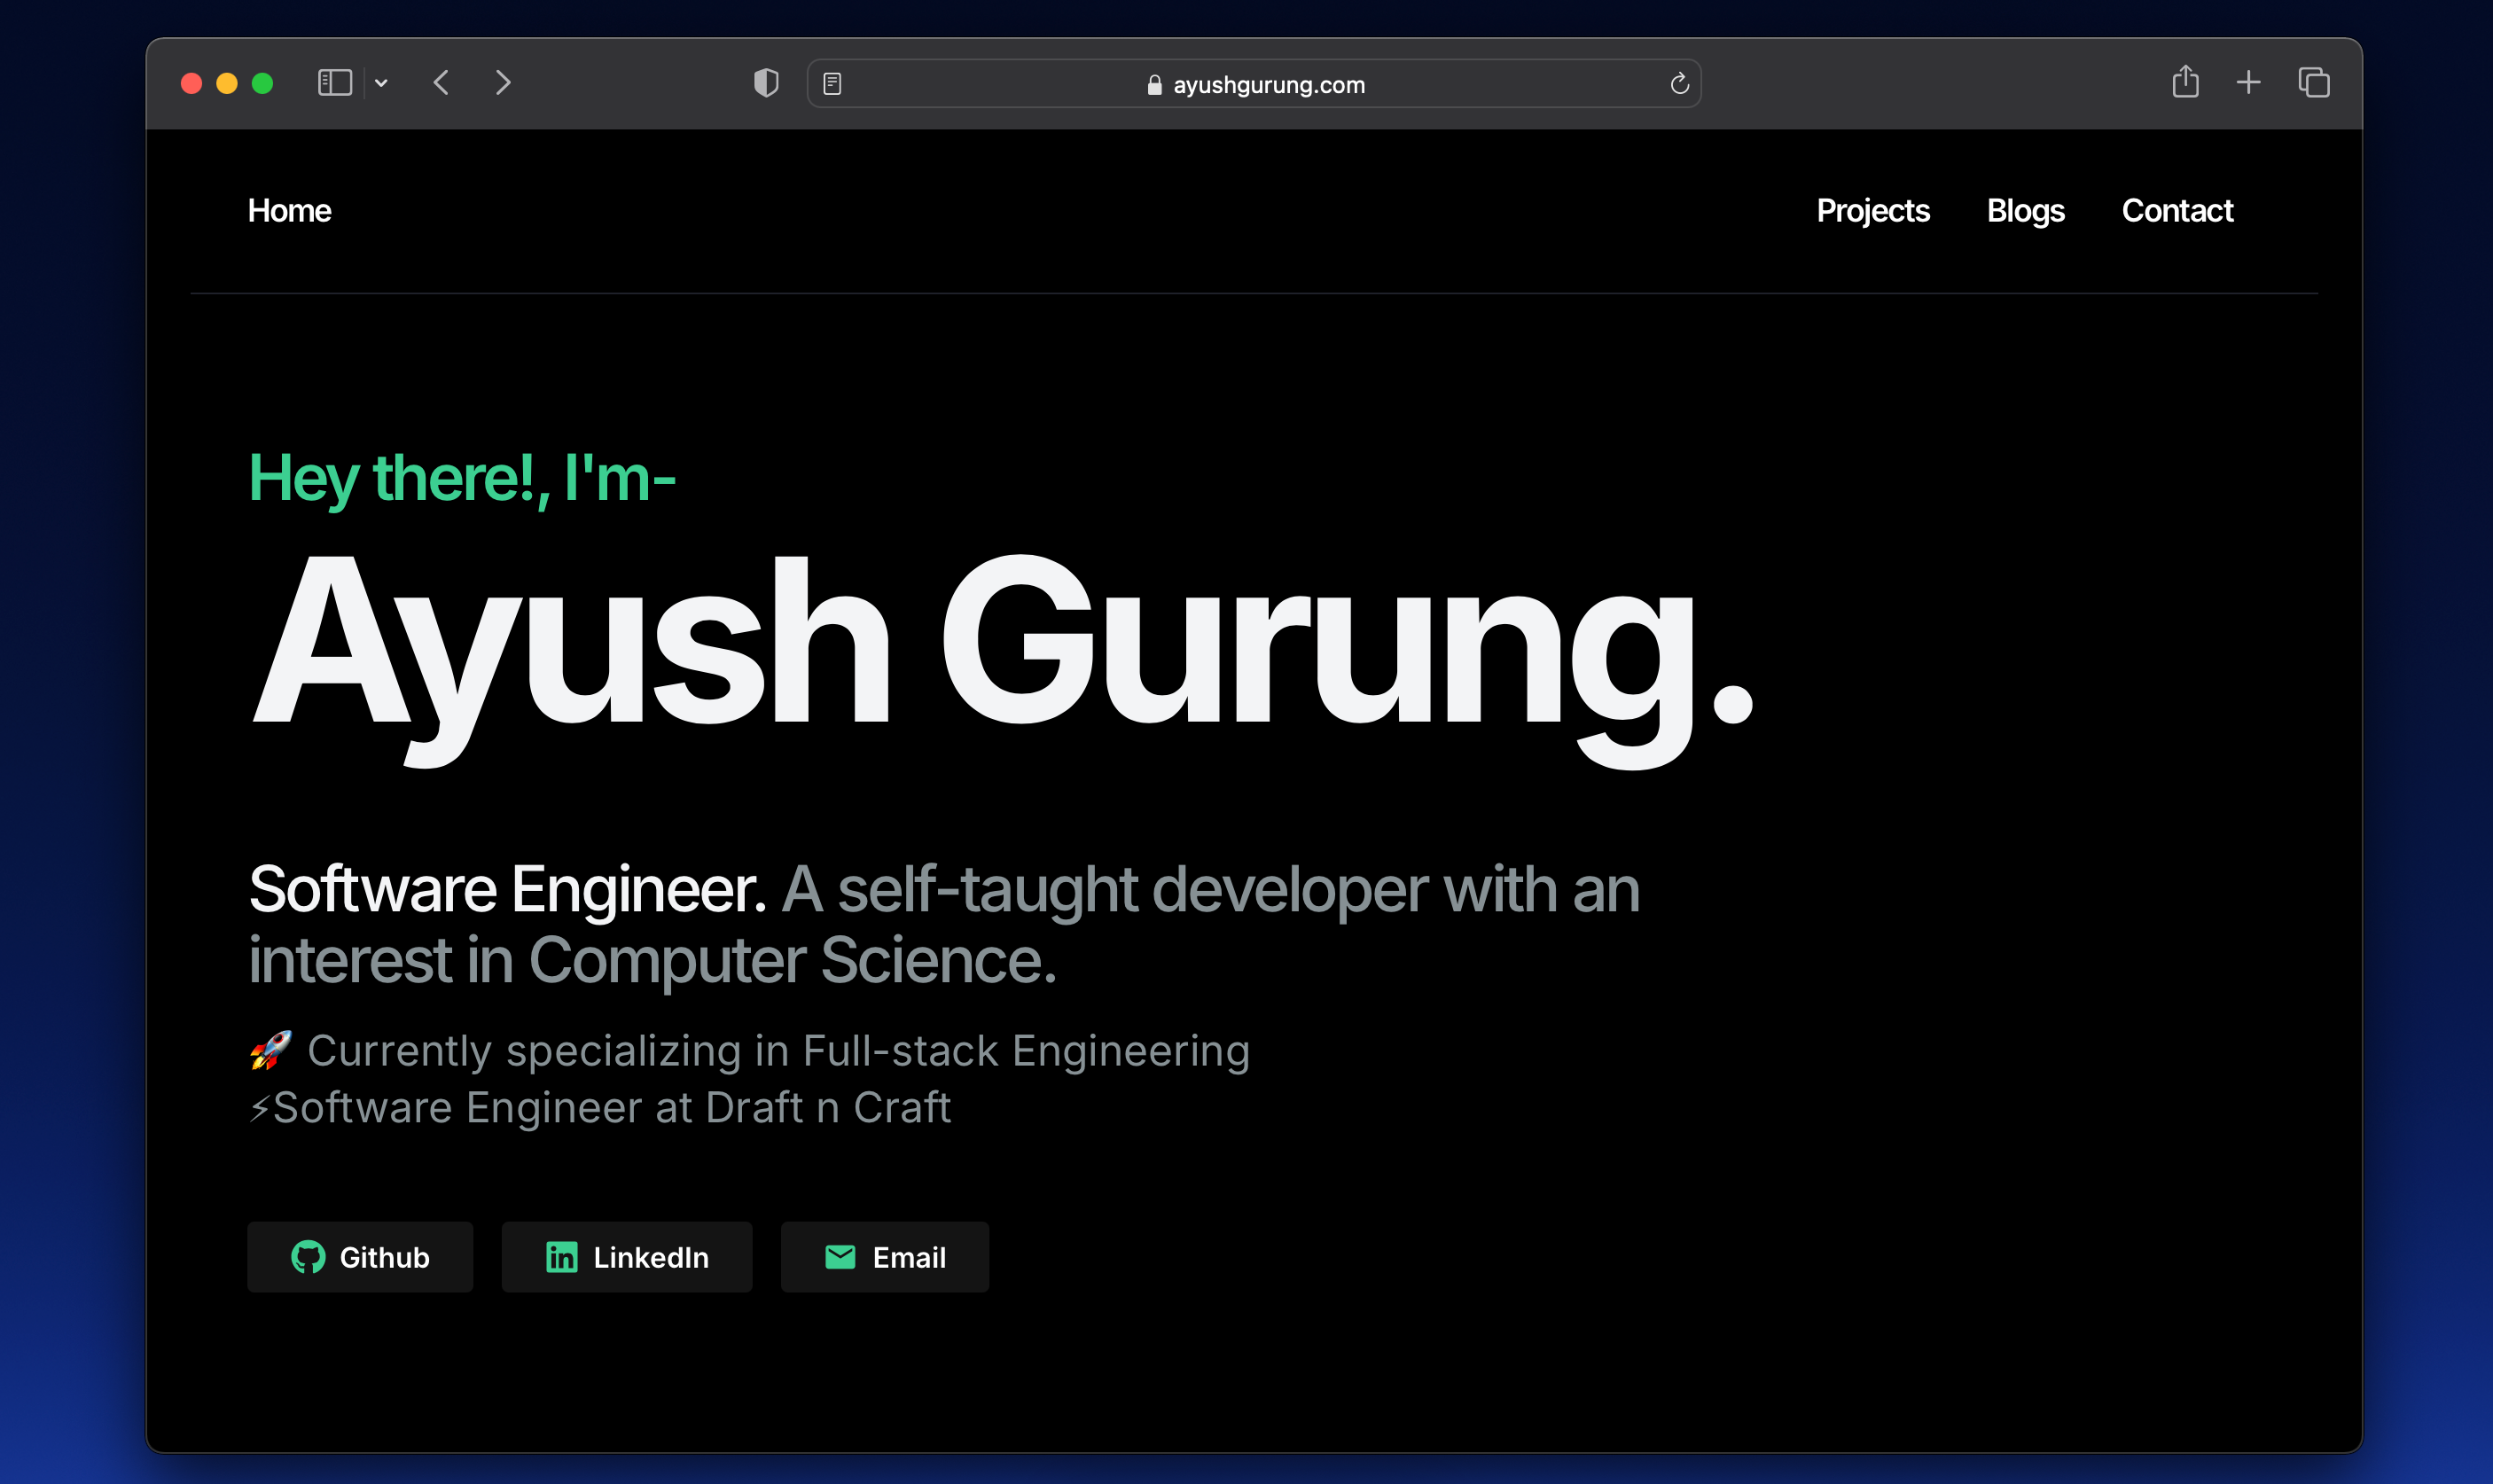 ayushgurung.com
Home Projects Blogs Contact
Hey there!, I'm-
Ayush Gurung.
Software Engineer. A self-taught developer with an
interest in Computer Science.
🚀 Currently specializing in Full-stack Engineering
⚡Software Engineer at Draft n Craft
Github LinkedIn Email